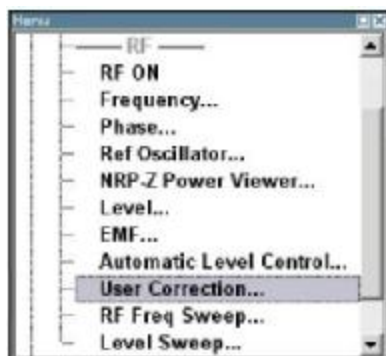 Menu
RF
RF ON
Frequency...
Phase...
Ref Oscillator...
NRP-Z Power Viewer...
Level...
EMF...
Automatic Level Control...
User Correction...
RF Freq Sweep...
Level Sweep...